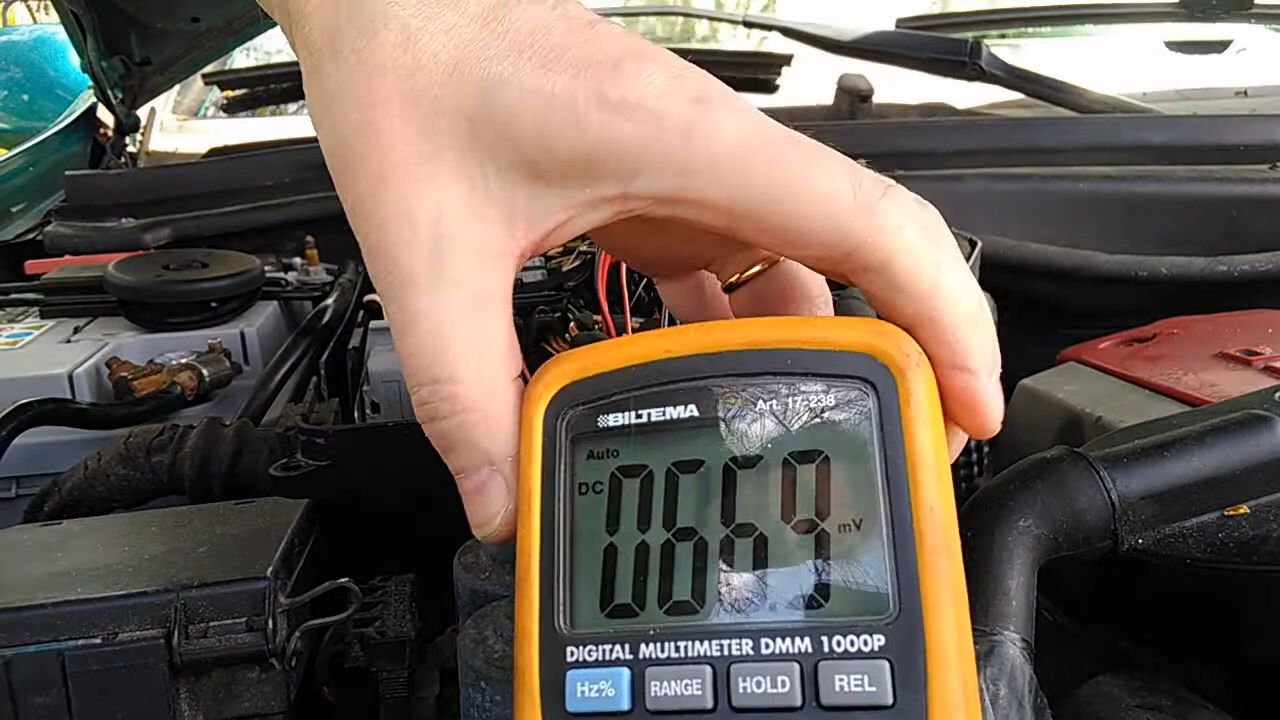 BILTEMA Art. 17-238
Auto
DC 0669 mV
DIGITAL MULTIMETER DMM 1000P
Hz% RANGE HOLD REL